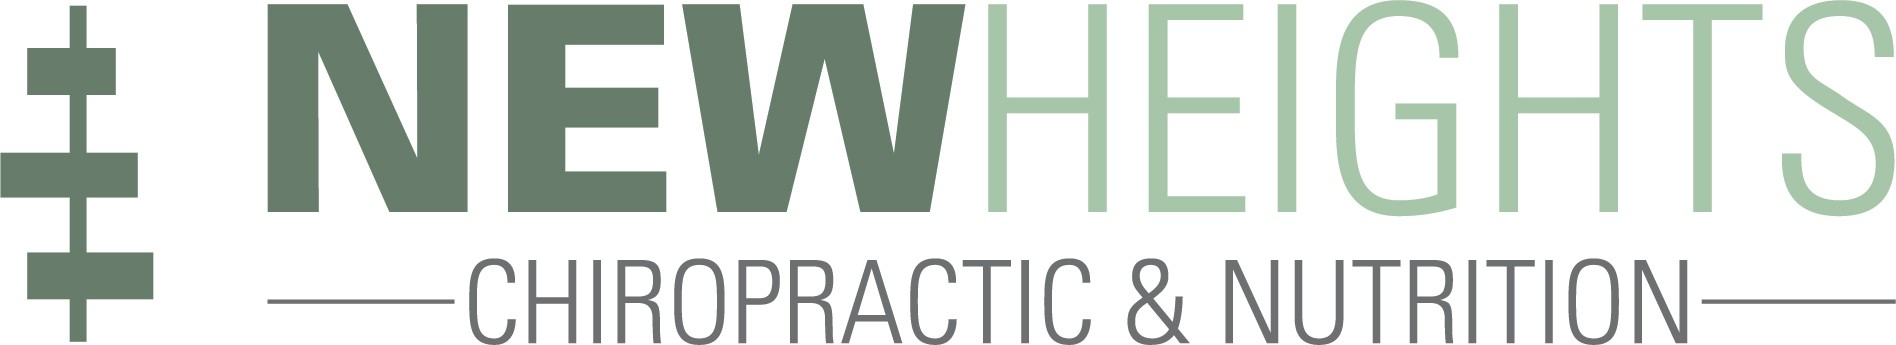 NEWHEIGHTS
CHIROPRACTIC & NUTRITION